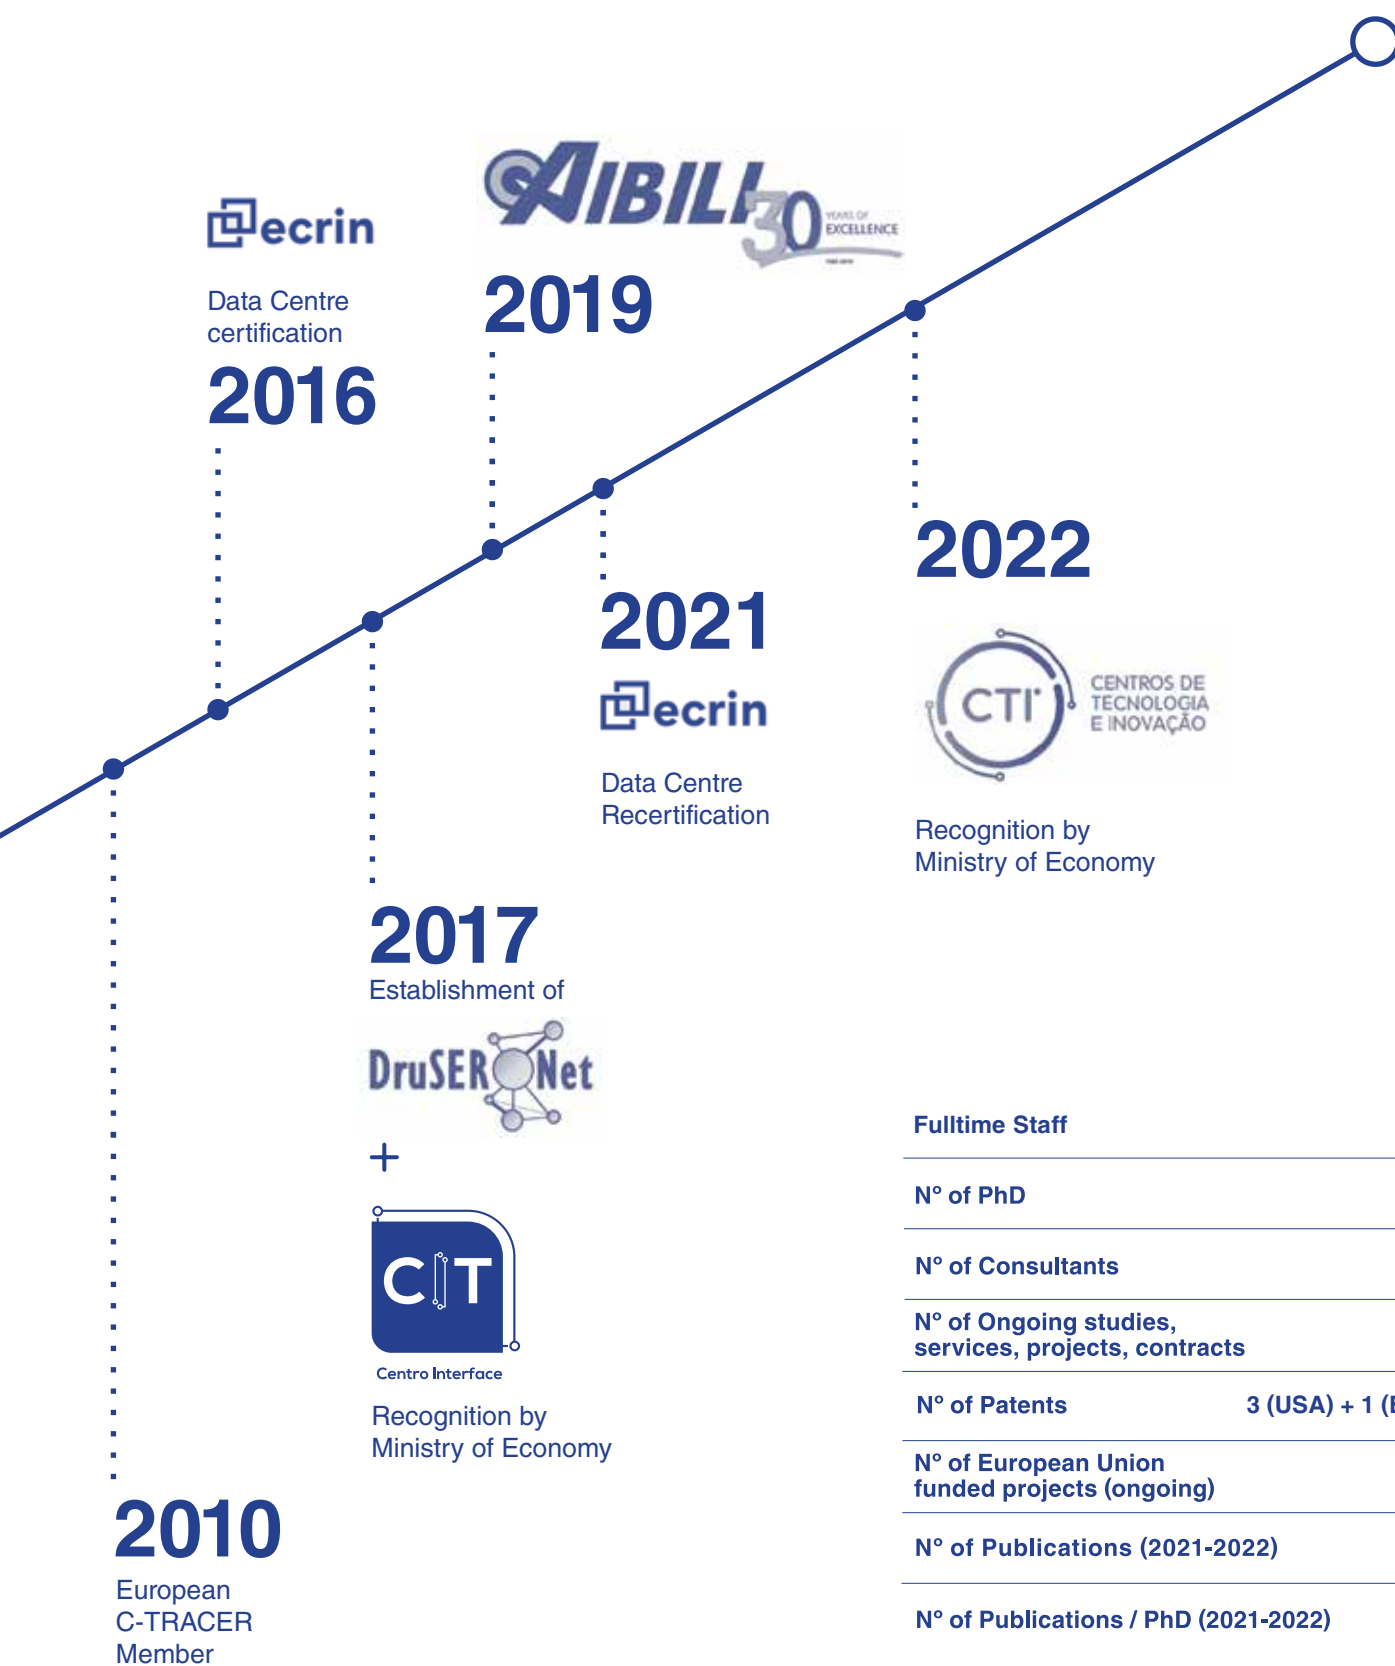 ecrin
Data Centre
certification
2016
AIBILI
30
YEARS OF
EXCELLENCE
2019
2022
CTI
CENTROS DE
TECNOLOGIA
E INOVAÇÃO
Recognition by
Ministry of Economy
2021
ecrin
Data Centre
Recertification
2017
Establishment of
DruSER Net
+
CIT
Centro Interface
Recognition by
Ministry of Economy
2010
European
C-TRACER
Member
Fulltime Staff
Nº of PhD
Nº of Consultants
Nº of Ongoing studies,
services, projects, contracts
Nº of Patents 3 (USA) + 1 (
Nº of European Union
funded projects (ongoing)
Nº of Publications (2021-2022)
Nº of Publications / PhD (2021-2022)